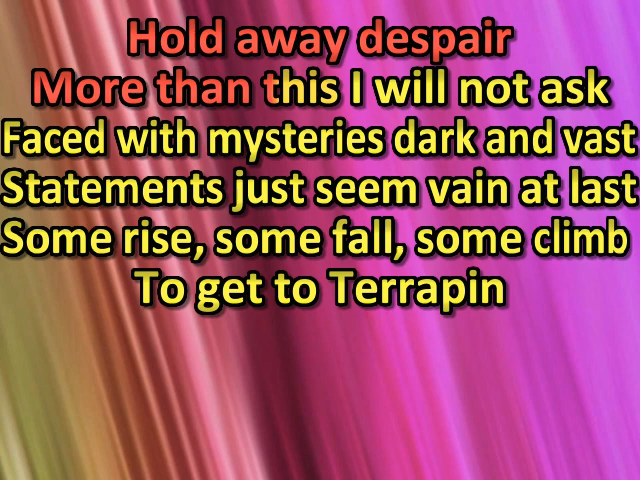 Hold away despair
More than this I will not ask
Faced with mysteries dark and vast
Statements just seem vain at last
Some rise, some fall, some climb
To get to Terrapin